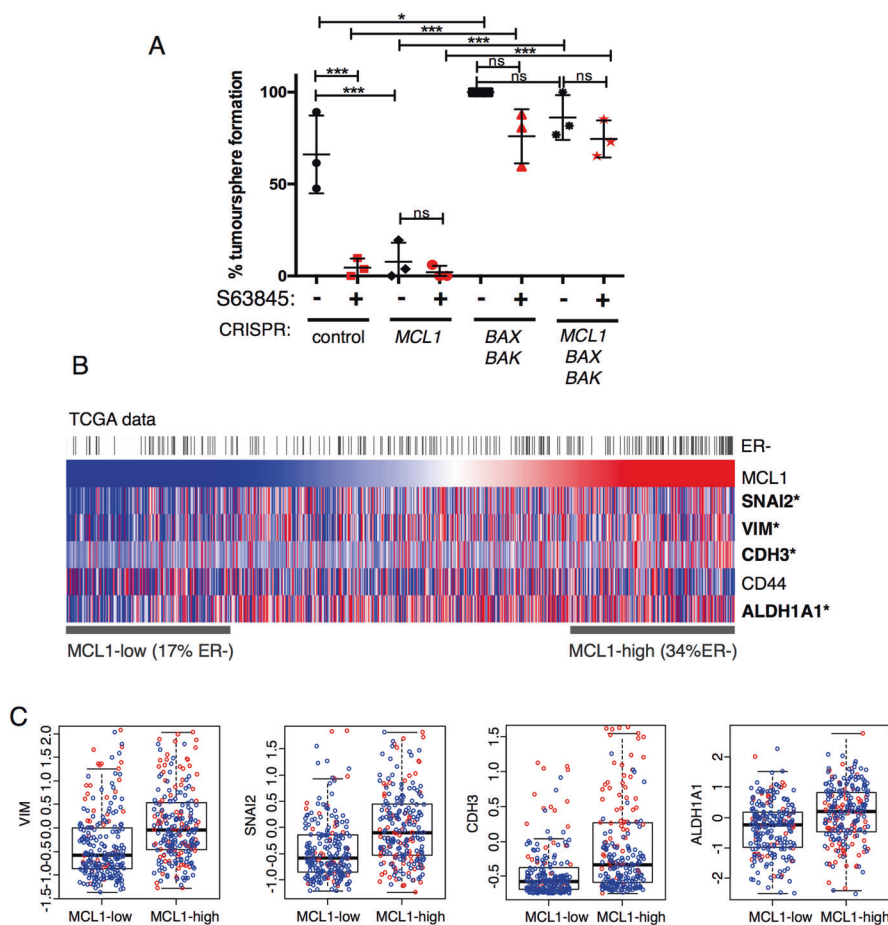 A
*
***
***
***
ns
ns
ns
***
***
ns
% tumoursphere formation
100
50
0
S63845: - + - + - + - +
CRISPR: control MCL1 BAX MCL1
BAK BAX
BAK
B
TCGA data
ER-
MCL1
SNAI2*
VIM*
CDH3*
CD44
ALDH1A1*
MCL1-low (17% ER-) MCL1-high (34%ER-)
C
VIM
-1.5 -1.0 -0.5 0.0 0.5 1.0 1.5 2.0
MCL1-low MCL1-high
SNAI2
-1.0 -0.5 0.0 0.5 1.0 1.5
MCL1-low MCL1-high
CDH3
-0.5 0.0 0.5 1.0 1.5
MCL1-low MCL1-high
ALDH1A1
-2 -1 0 1 2
MCL1-low MCL1-high